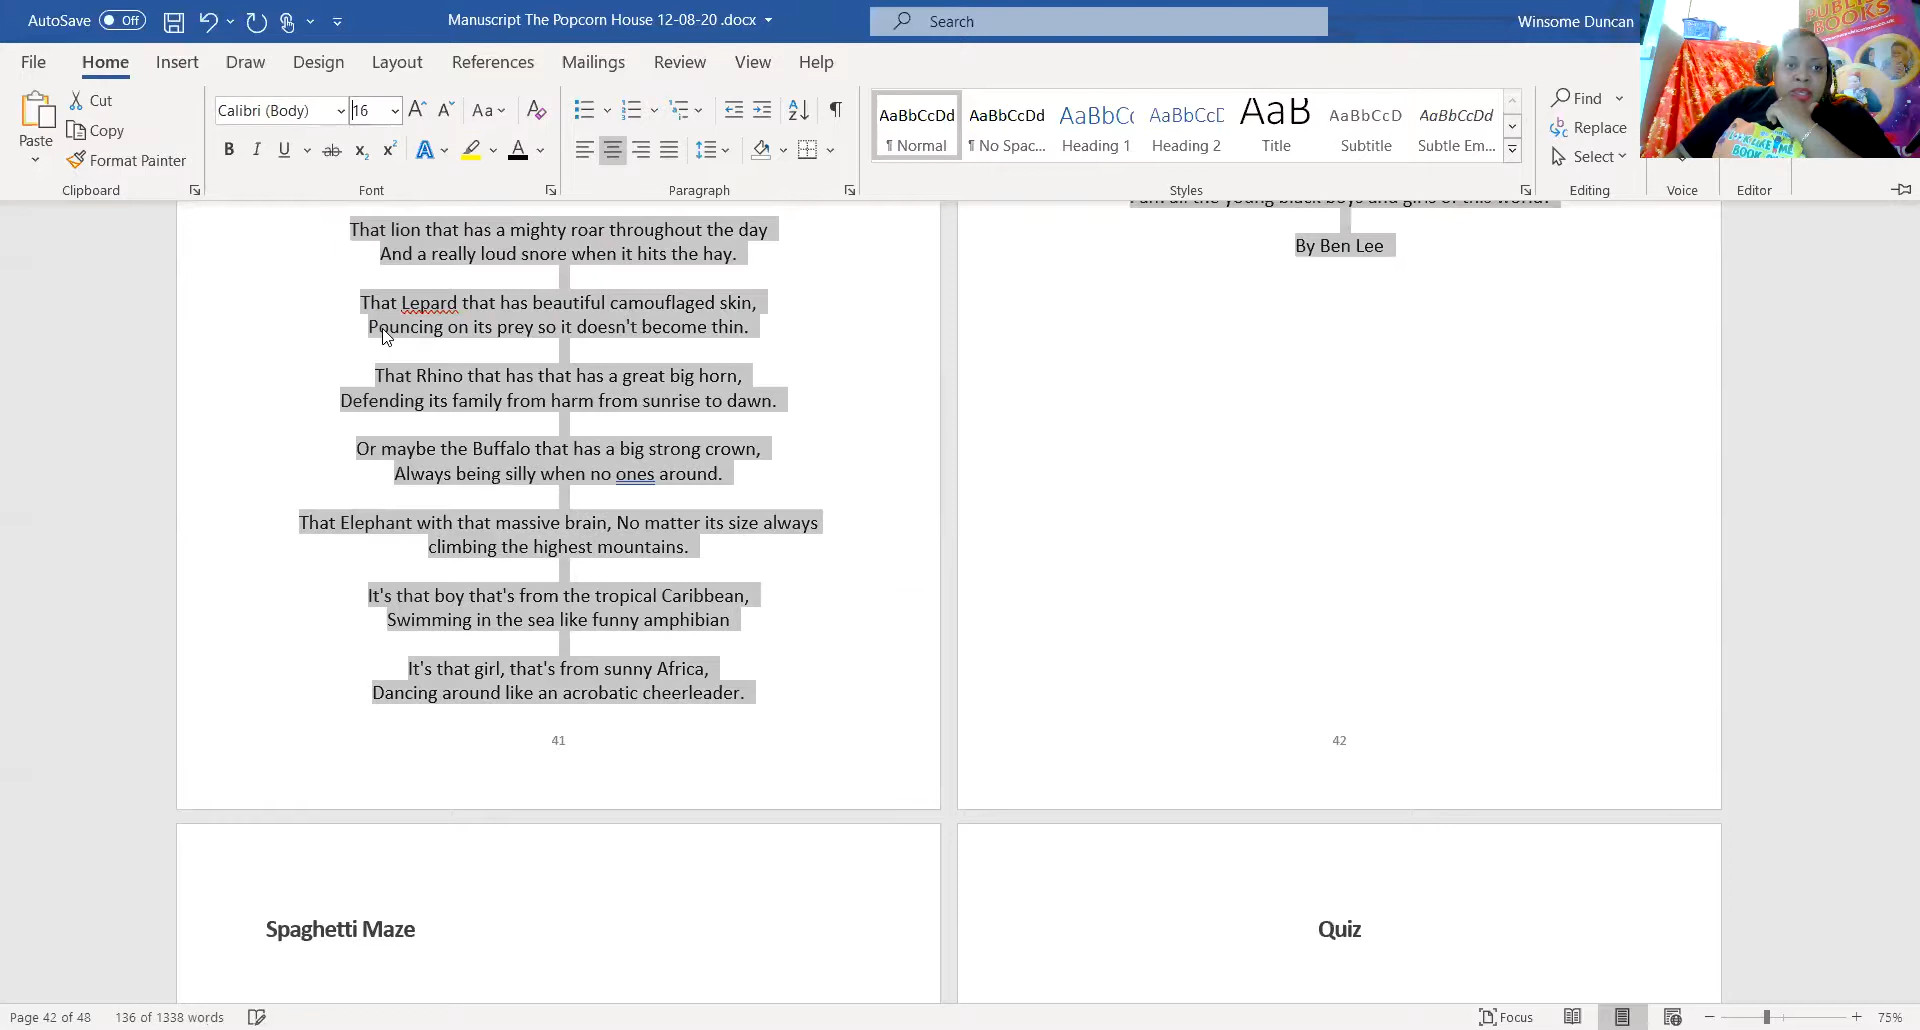 AutoSave Off
Manuscript The Popcorn House 12-08-20 .docx
Search
Winsome Duncan
File Home Insert Draw Design Layout References Mailings Review View Help
Paste
Cut
Copy
Format Painter
Clipboard
Calibri (Body) 16
Font
Paragraph
AaBbCcDd AaBbCcDd AaBbCc AaBbCcD AaB AaBbCcD AaBbCcDd
¶ Normal ¶ No Spac... Heading 1 Heading 2 Title Subtitle Subtle Em...
Styles
Find
Replace
Select
Editing
Voice
Editor
BOOKS
That lion that has a mighty roar throughout the day
And a really loud snore when it hits the hay.
That Lepard that has beautiful camouflaged skin,
Pouncing on its prey so it doesn't become thin.
That Rhino that has that has a great big horn,
Defending its family from harm from sunrise to dawn.
Or maybe the Buffalo that has a big strong crown,
Always being silly when no ones around.
That Elephant with that massive brain, No matter its size always
climbing the highest mountains.
It's that boy that's from the tropical Caribbean,
Swimming in the sea like funny amphibian
It's that girl, that's from sunny Africa,
Dancing around like an acrobatic cheerleader.
41
I am all the young black boys and girls of this world.
By Ben Lee
42
Spaghetti Maze
Quiz
Page 42 of 48 136 of 1338 words
Focus
75%